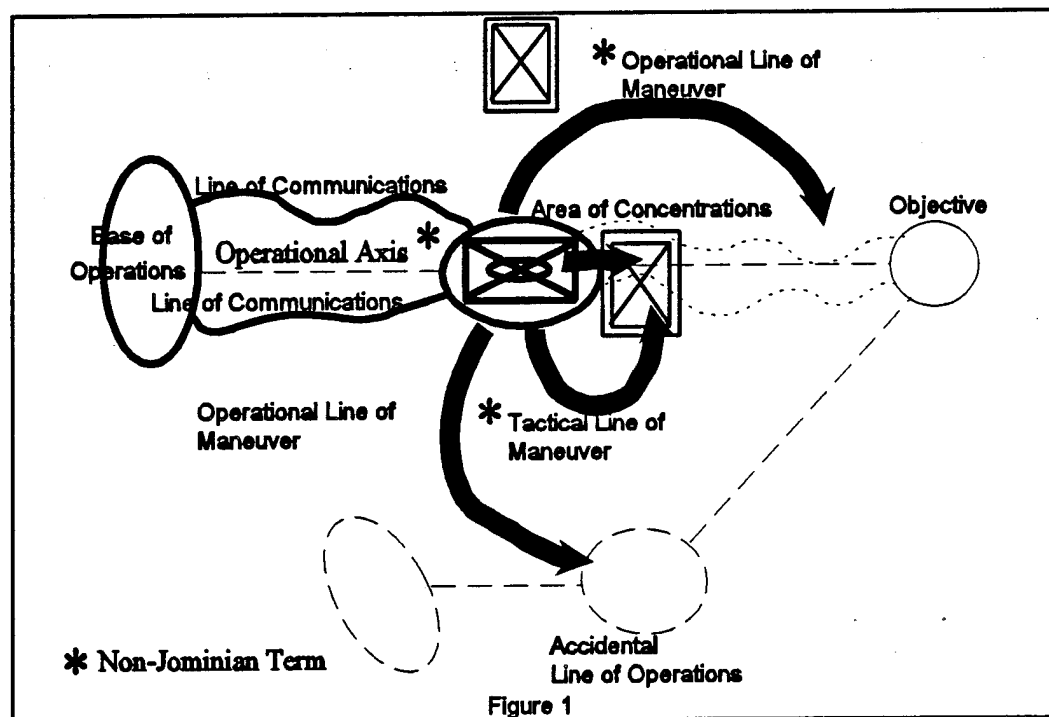 * Operational Line of
Maneuver
Line of Communications
Area of Concentrations
Objective
Base of
Operations
Operational Axis *
Line of Communications
Operational Line of
Maneuver
* Tactical Line of
Maneuver
Accidental
Line of Operations
* Non-Jominian Term
Figure 1